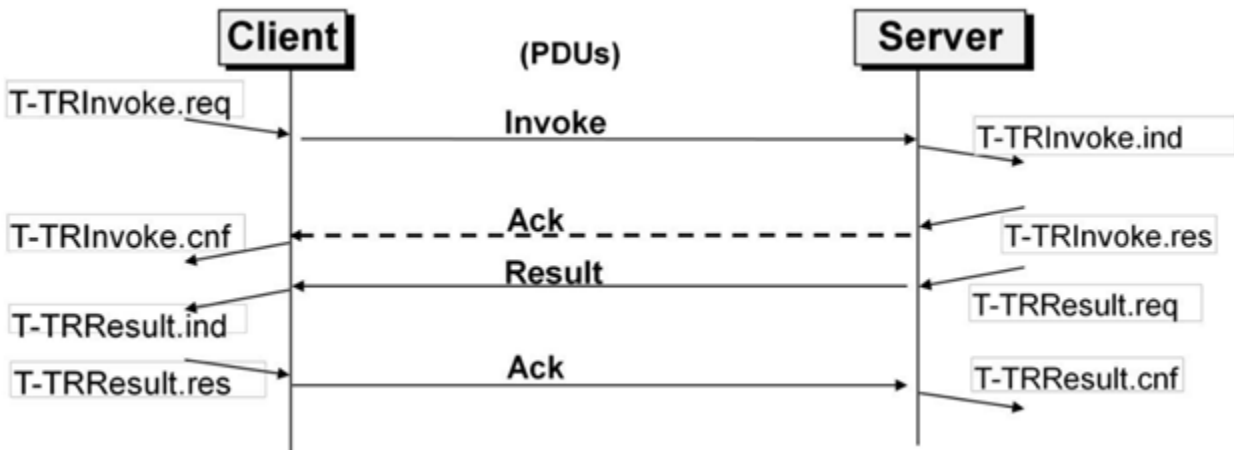 Client
(PDUs)
Server
T-TRInvoke.req
Invoke
T-TRInvoke.ind
Ack
T-TRInvoke.cnf
T-TRInvoke.res
Result
T-TRResult.req
T-TRResult.ind
Ack
T-TRResult.res
T-TRResult.cnf